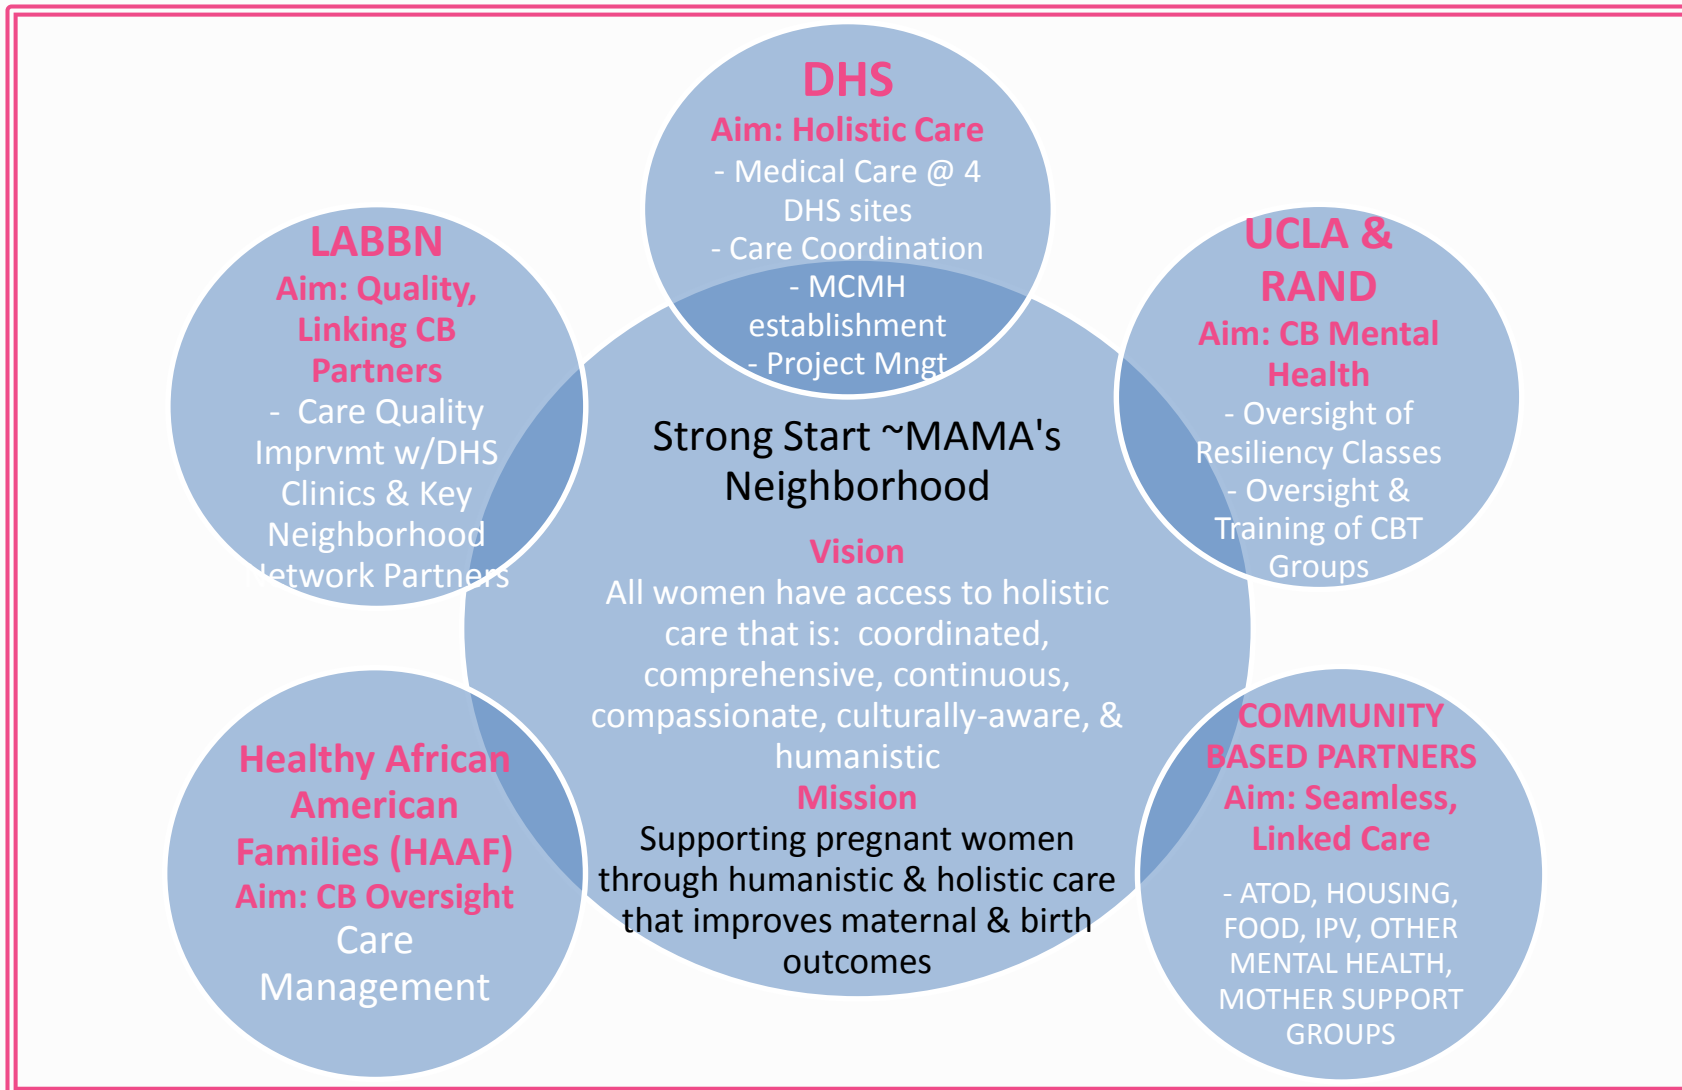 DHS
Aim: Holistic Care
- Medical Care @ 4
DHS sites
- Care Coordination
- MCMH
establishment
- Project Mngt
LABBN
Aim: Quality,
Linking CB
Partners
- Care Quality
Imprvmt w/DHS
Clinics & Key
Neighborhood
Network Partners
UCLA &
RAND
Aim: CB Mental
Health
- Oversight of
Resiliency Classes
- Oversight &
Training of CBT
Groups
Strong Start ~MAMA's
Neighborhood
Vision
All women have access to holistic
care that is: coordinated,
comprehensive, continuous,
compassionate, culturally-aware, &
humanistic
Mission
Supporting pregnant women
through humanistic & holistic care
that improves maternal & birth
outcomes
Healthy African
American
Families (HAAF)
Aim: CB Oversight
Care
Management
COMMUNITY
BASED PARTNERS
Aim: Seamless,
Linked Care
- ATOD, HOUSING,
FOOD, IPV, OTHER
MENTAL HEALTH,
MOTHER SUPPORT
GROUPS